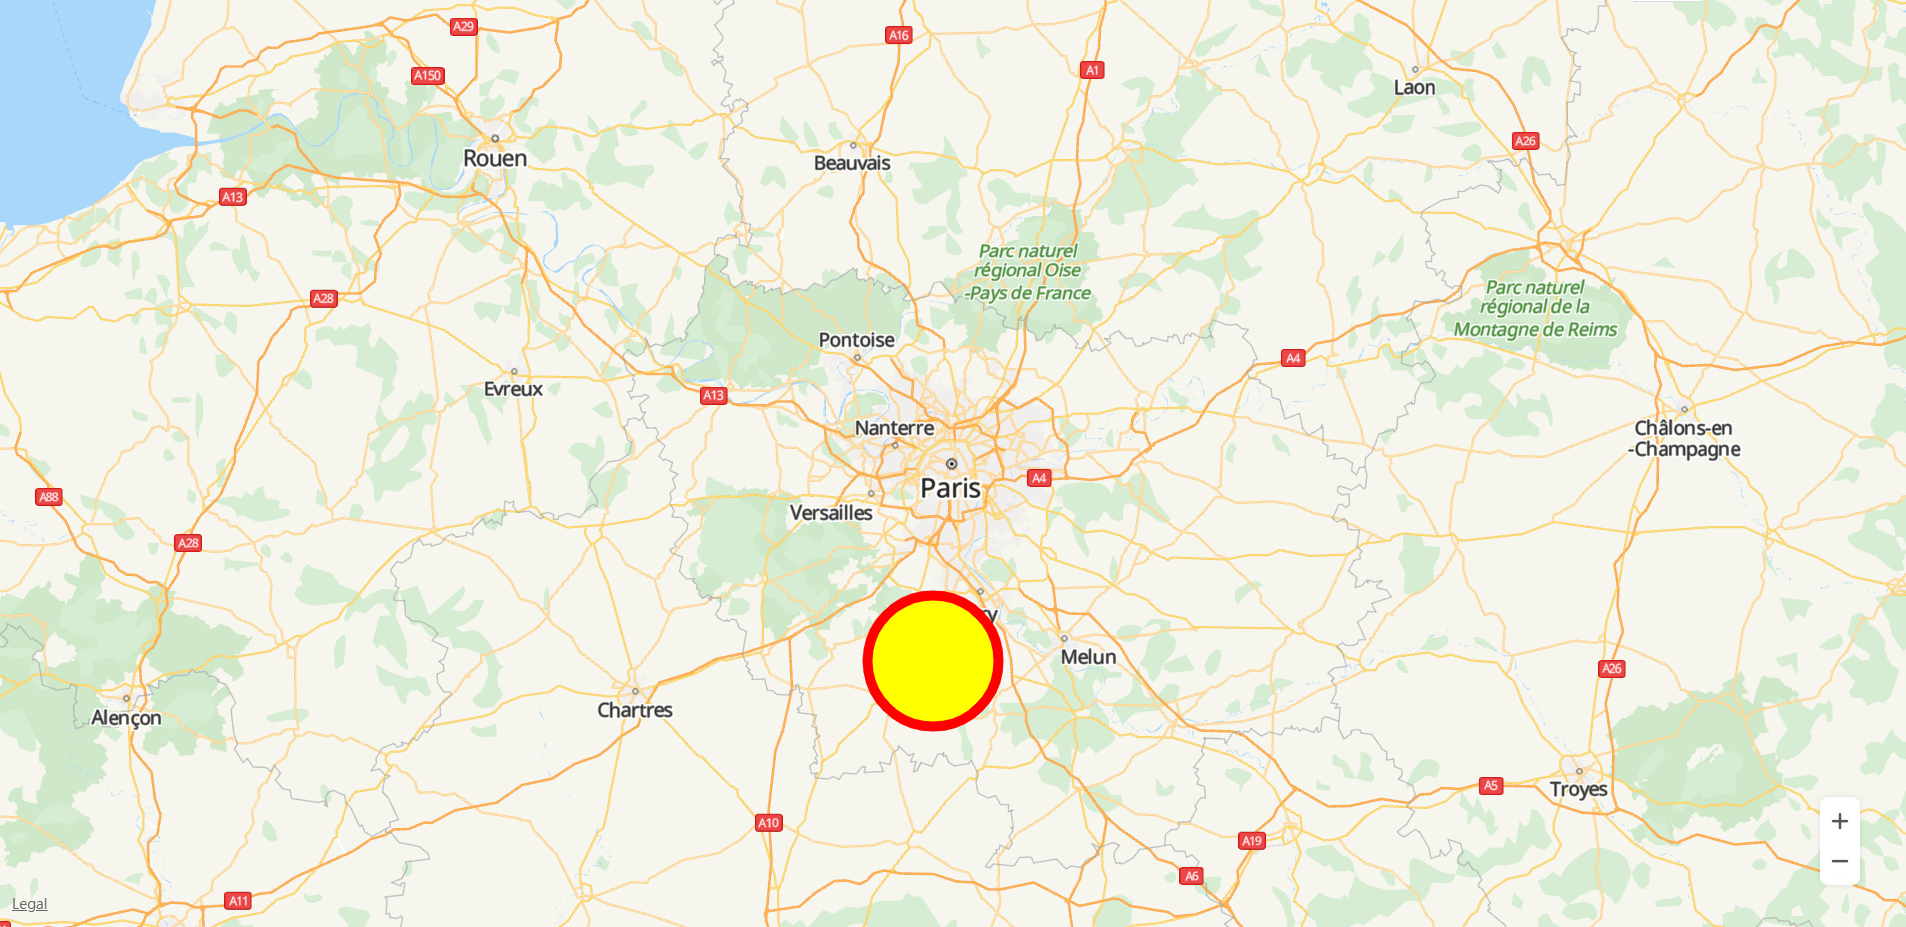 A29
A16
A150
A1
Laon
A26
Rouen
Beauvais
A13
Parc naturel
régional Oise
-Pays de France
A28
Parc naturel
régional de la
Montagne de Reims
Pontoise
A4
Evreux
A13
Nanterre
Châlons-en
-Champagne
A4
Paris
A88
Versailles
A28
Melun
A26
Chartres
Alençon
A5
Troyes
A10
+
A19
−
A6
A11
Legal